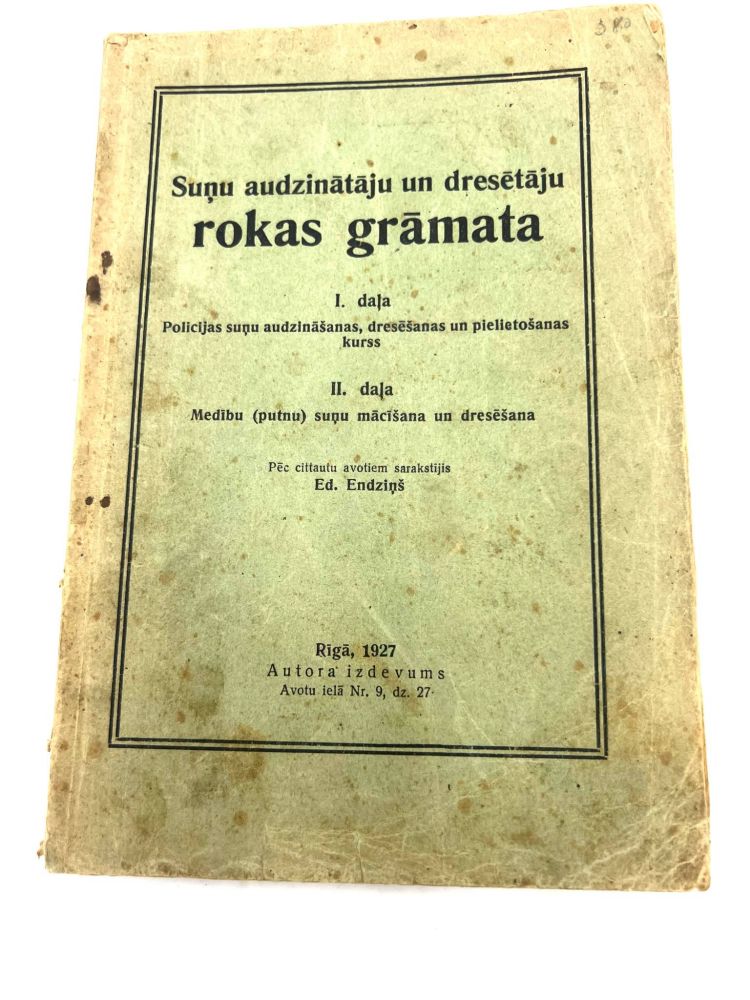 Suņu audzinātāju un dresētāju
rokas grāmata
I. daļa
Policijas suņu audzināšanas, dresēšanas un pielietošanas
kurss
II. daļa
Medību (putnu) suņu mācīšana un dresēšana
Pēc cittautu avotiem sarakstījis
Ed. Endziņš
Rīgā, 1927
Autora izdevums
Avotu ielā Nr. 9, dz. 27